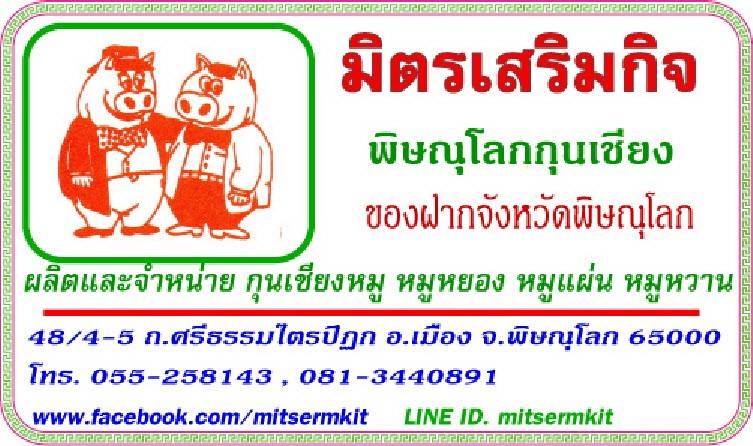 มิตรเสริมกิจ
พิษณุโลกกุนเชียง
ของฝากจังหวัดพิษณุโลก
ผลิตและจำหน่าย กุนเชียงหมู หมูหยอง หมูแผ่น หมูหวาน
48/4-5 ถ.ศรีธรรมไตรปิฎก อ.เมือง จ.พิษณุโลก 65000
โทร. 055-258143 , 081-3440891
www.facebook.com/mitsermkit LINE ID. mitsermkit